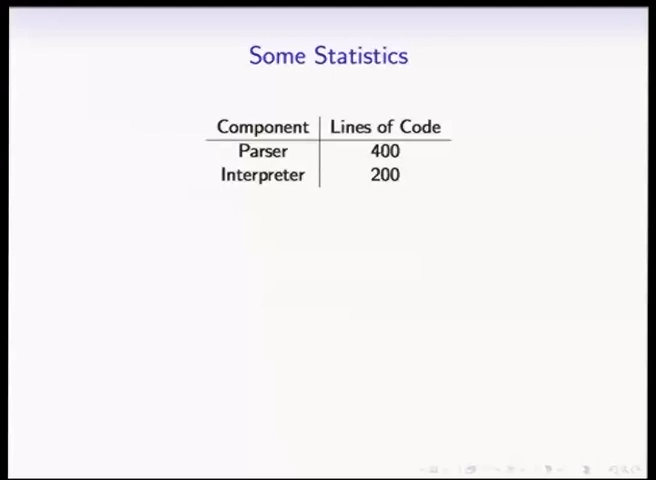 Some Statistics
Component Lines of Code
Parser 400
Interpreter 200